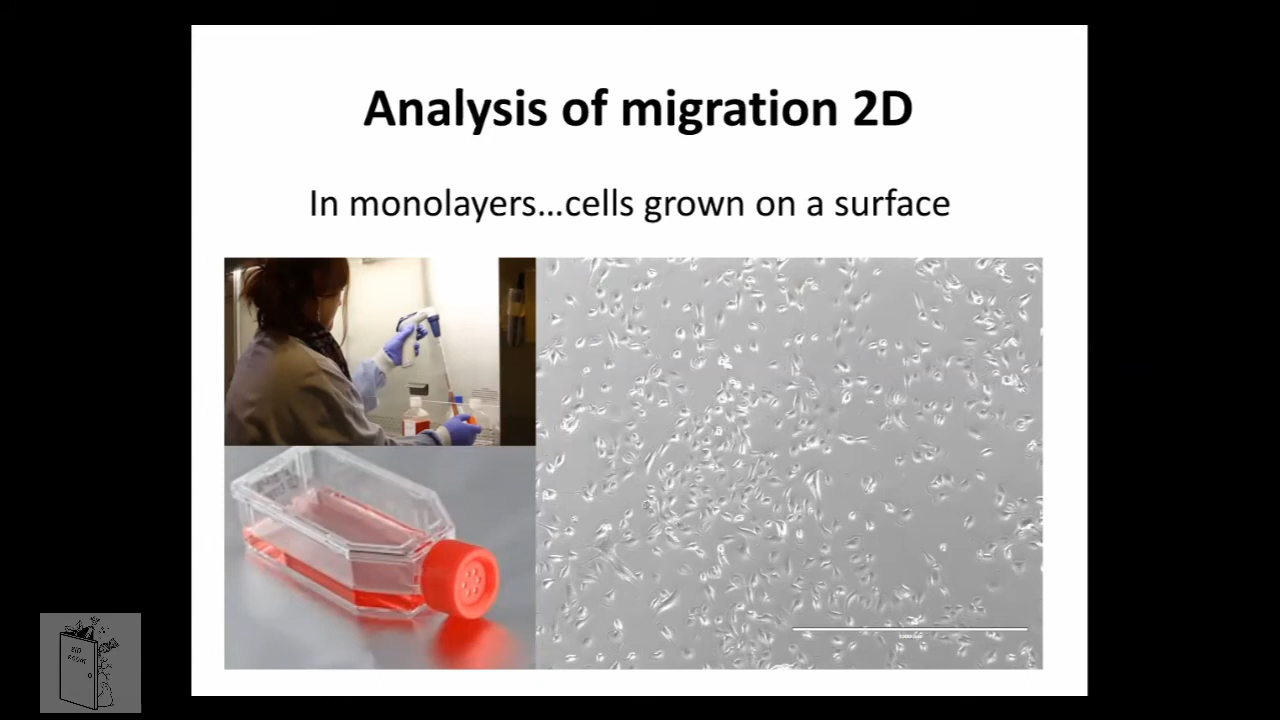 Analysis of migration 2D
In monolayers...cells grown on a surface